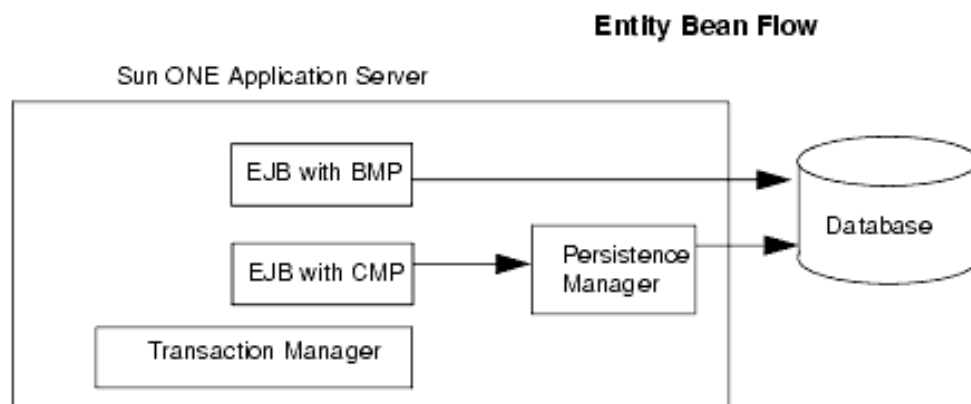 Entity Bean Flow
Sun ONE Application Server
EJB with BMP
Database
EJB with CMP
Persistence
Manager
Transaction Manager